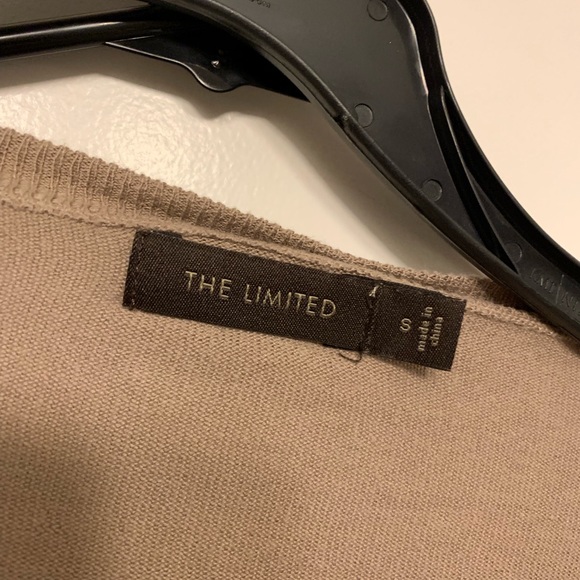 THE LIMITED
S
made in
china